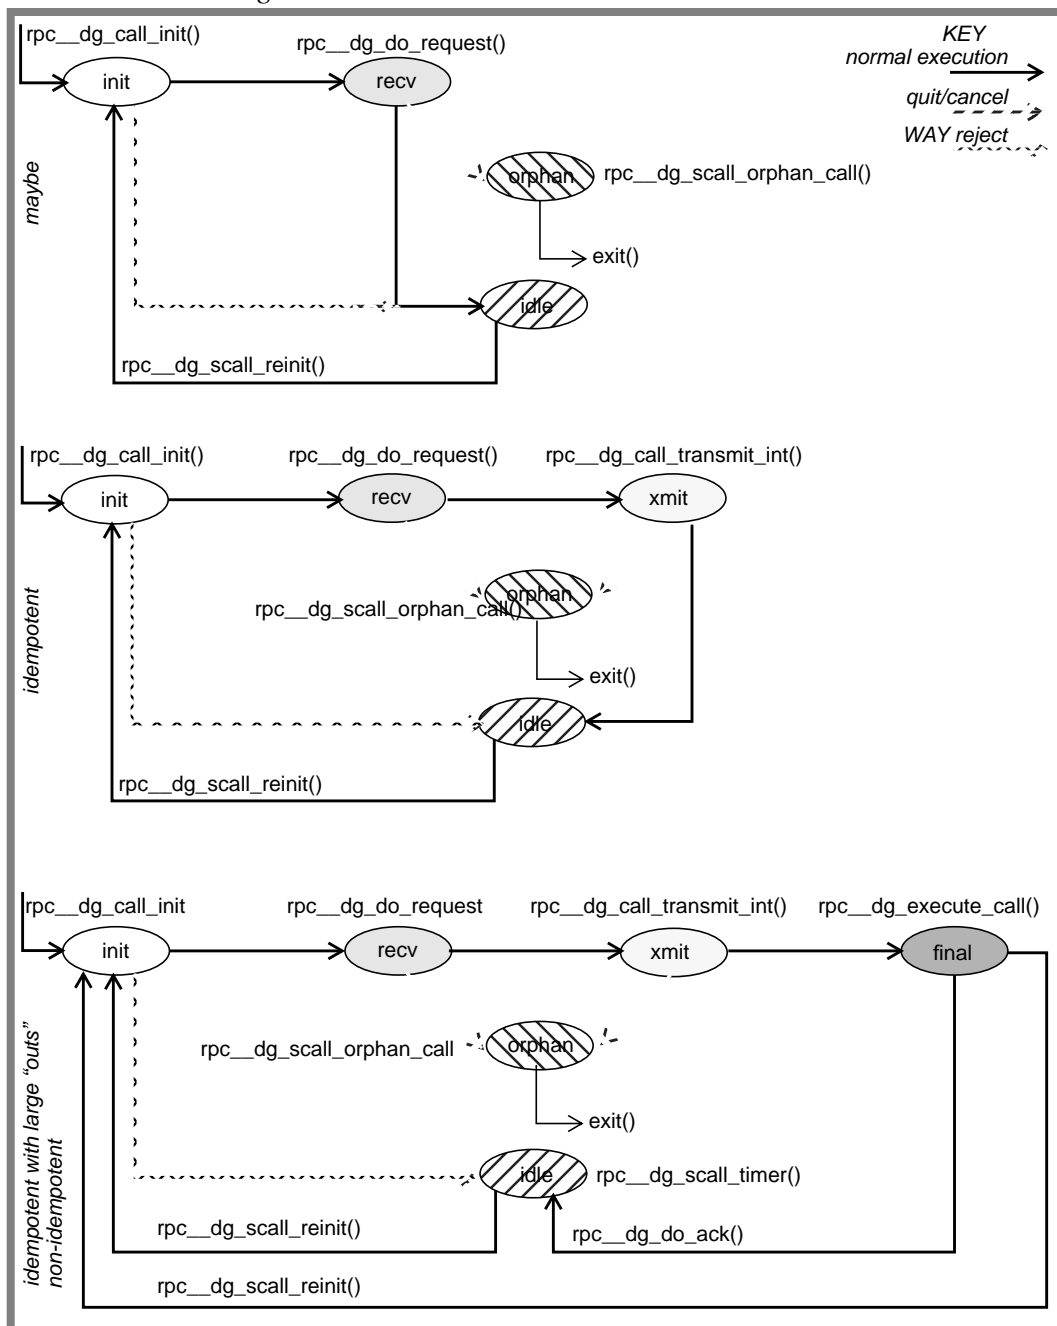 rpc__dg_call_init()
rpc__dg_do_request()
KEY
normal execution
quit/cancel
WAY reject
init
recv
maybe
orphan
rpc__dg_scall_orphan_call()
exit()
idle
rpc__dg_scall_reinit()
rpc__dg_call_init()
rpc__dg_do_request()
rpc__dg_call_transmit_int()
init
recv
xmit
idempotent
orphan
rpc__dg_scall_orphan_call()
exit()
idle
rpc__dg_scall_reinit()
rpc__dg_call_init
rpc__dg_do_request
rpc__dg_call_transmit_int()
rpc__dg_execute_call()
init
recv
xmit
final
idempotent with large “outs”
non-idempotent
rpc__dg_scall_orphan_call
orphan
exit()
idle
rpc__dg_scall_timer()
rpc__dg_scall_reinit()
rpc__dg_do_ack()
rpc__dg_scall_reinit()